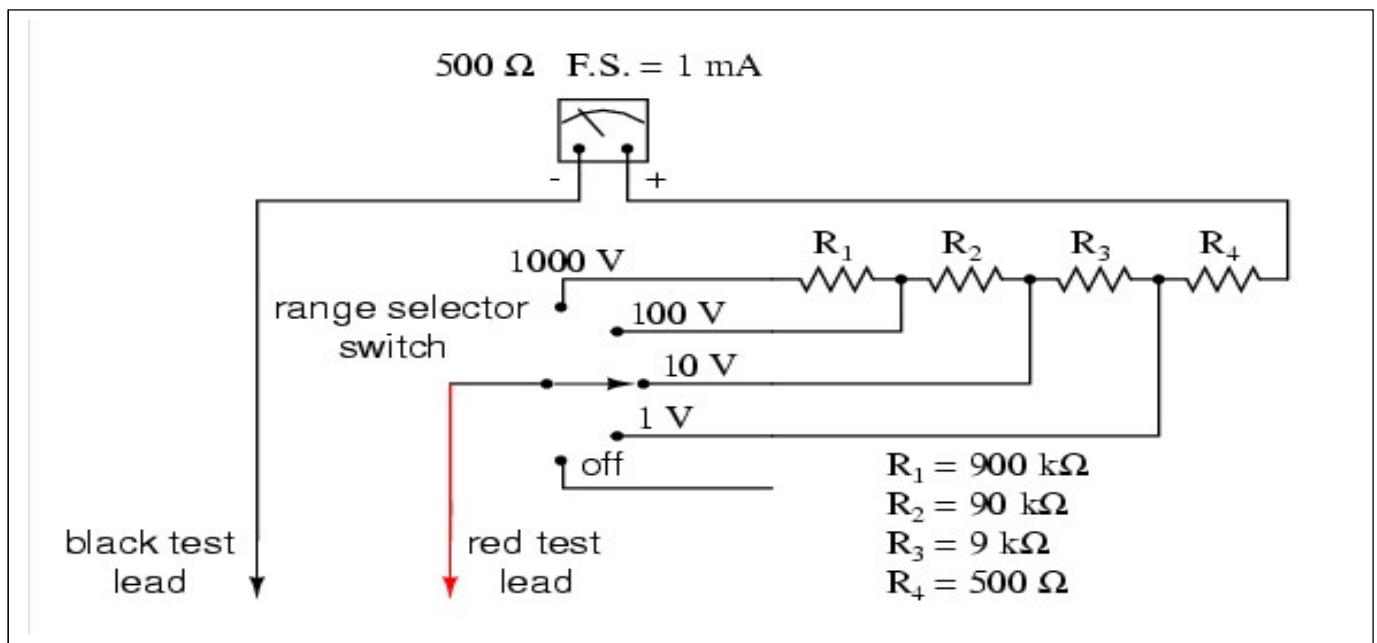 500 Ω F.S. = 1 mA
- +
R₁ R₂ R₃ R₄
1000 V
range selector
switch
100 V
10 V
1 V
off
R₁ = 900 kΩ
R₂ = 90 kΩ
R₃ = 9 kΩ
R₄ = 500 Ω
black test
lead
red test
lead